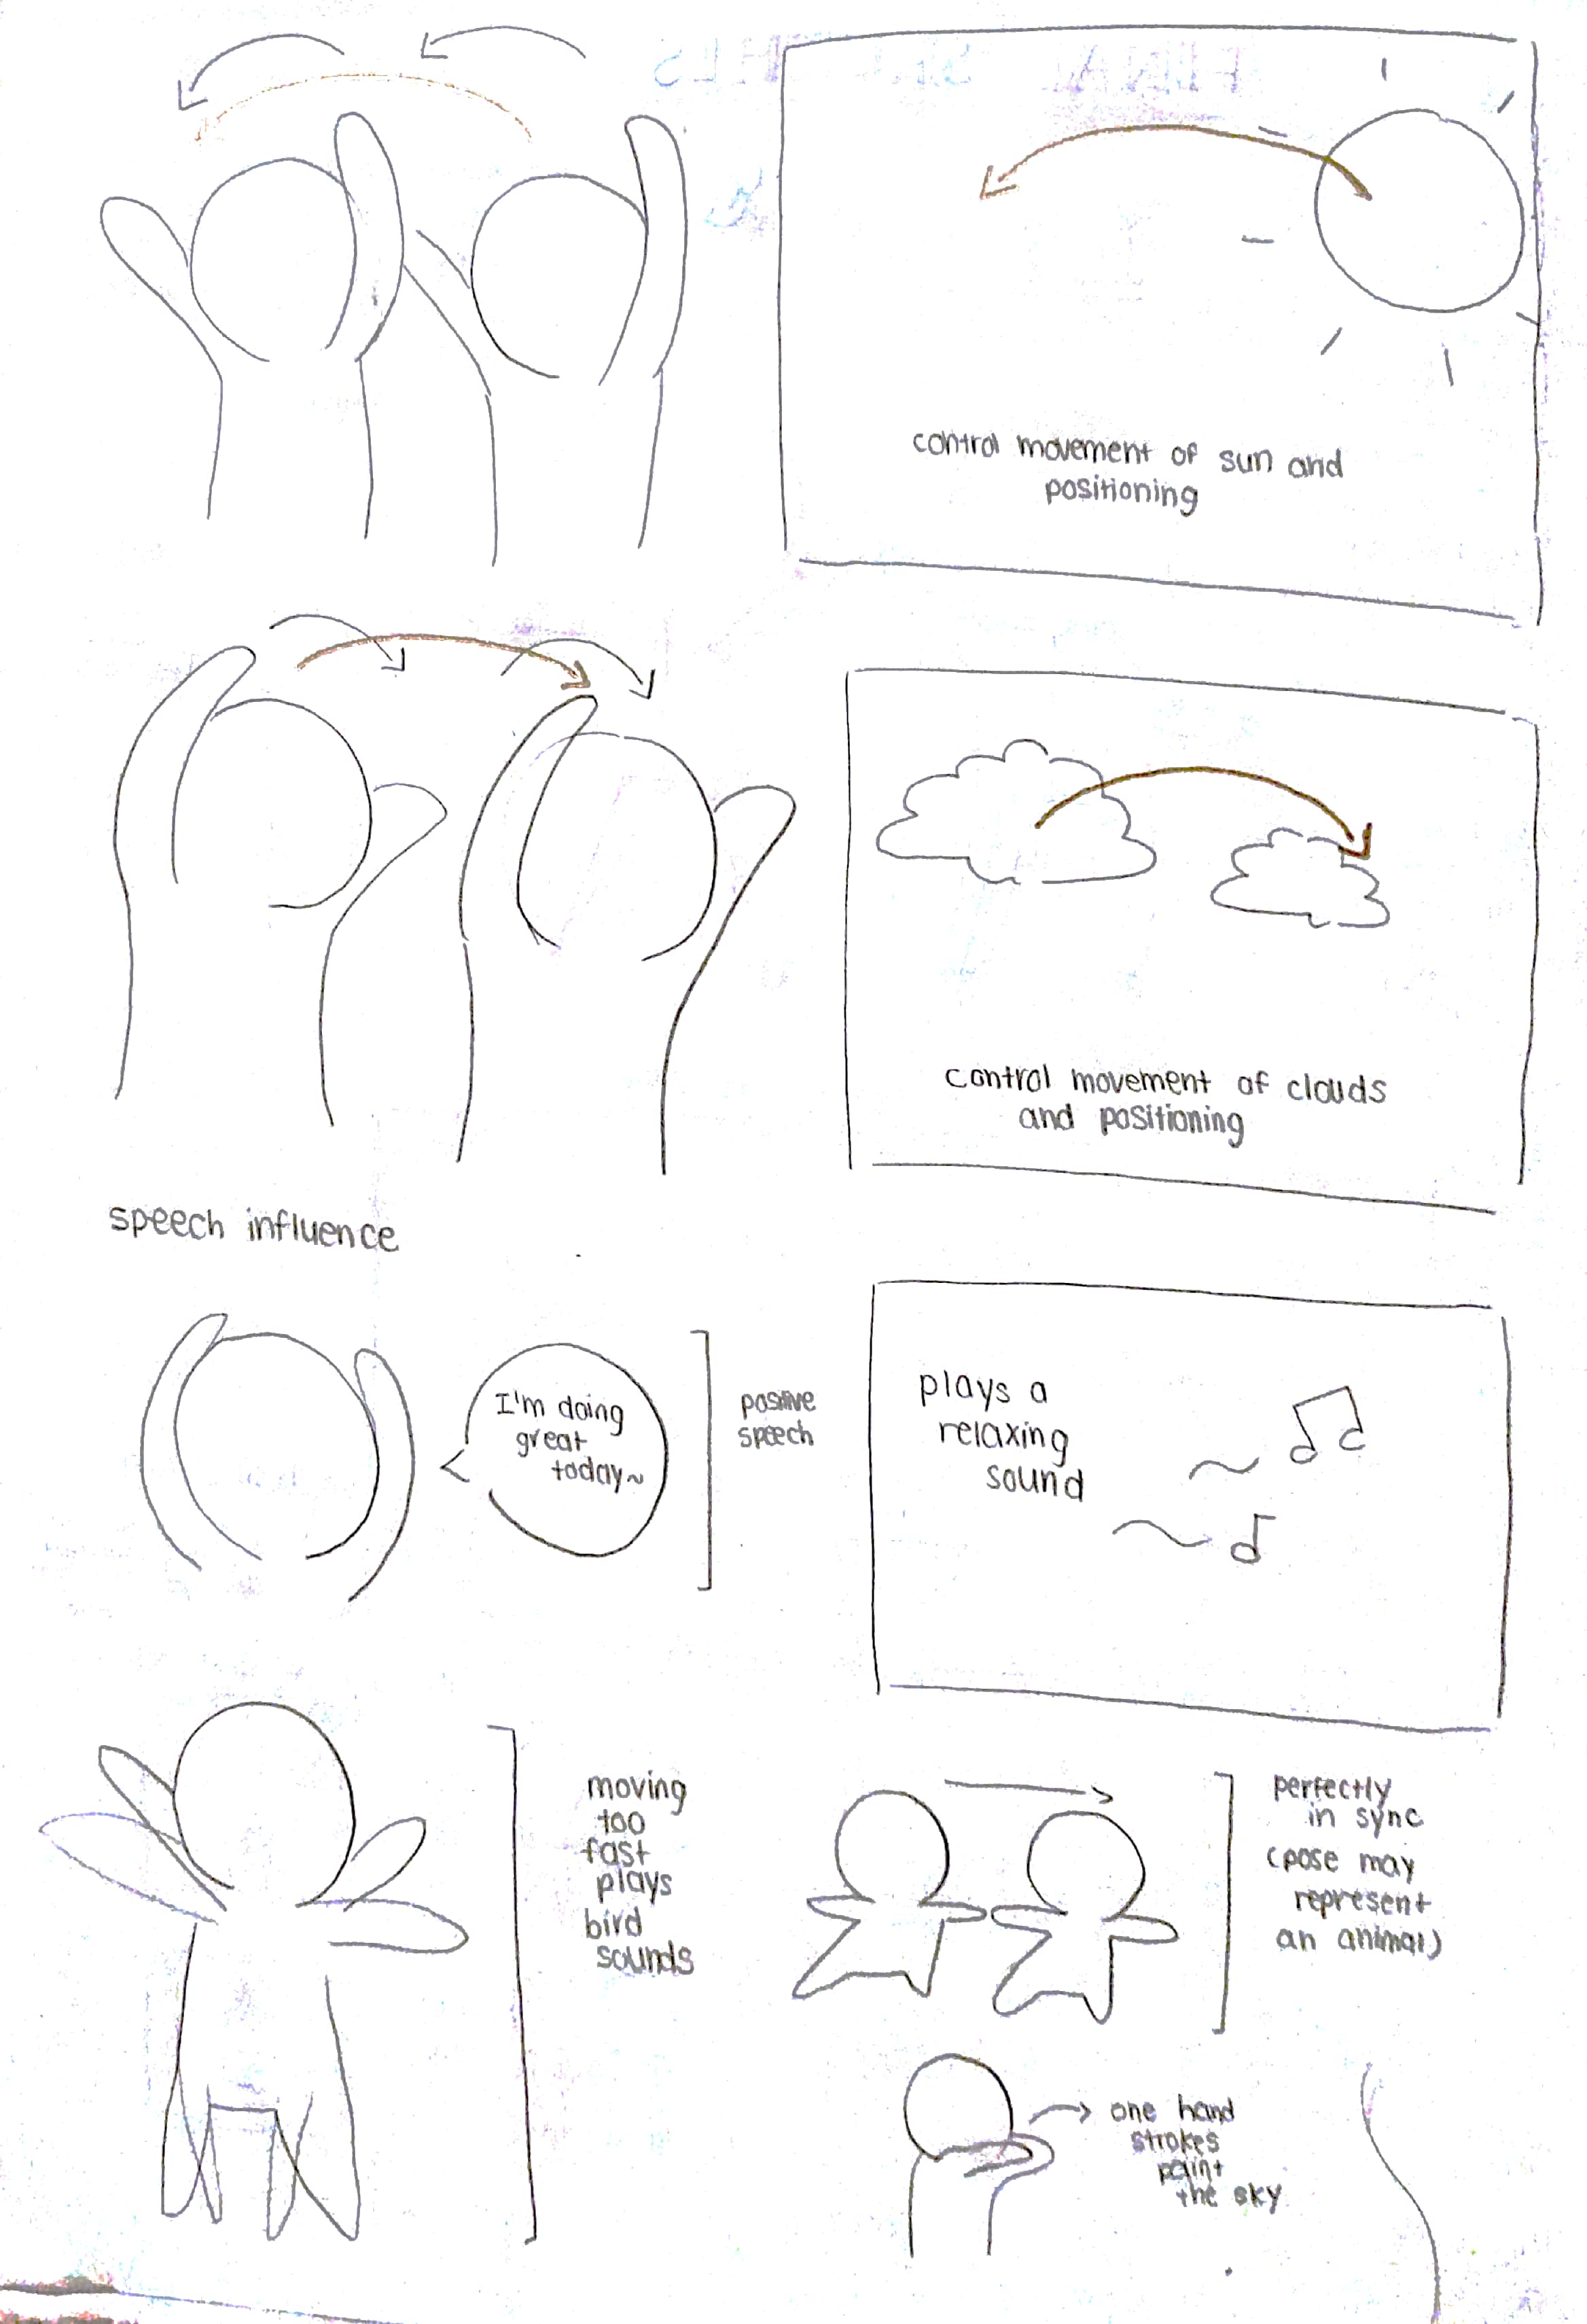 control movement of sun and
positioning
control movement of clouds
and positioning
speech influence
I'm doing
great
today~
positive
speech
plays a
relaxing
sound
moving
too
fast
plays
bird
sounds
perfectly
in sync
(pose may
represent
an animal)
one hand
strokes
paint
the sky